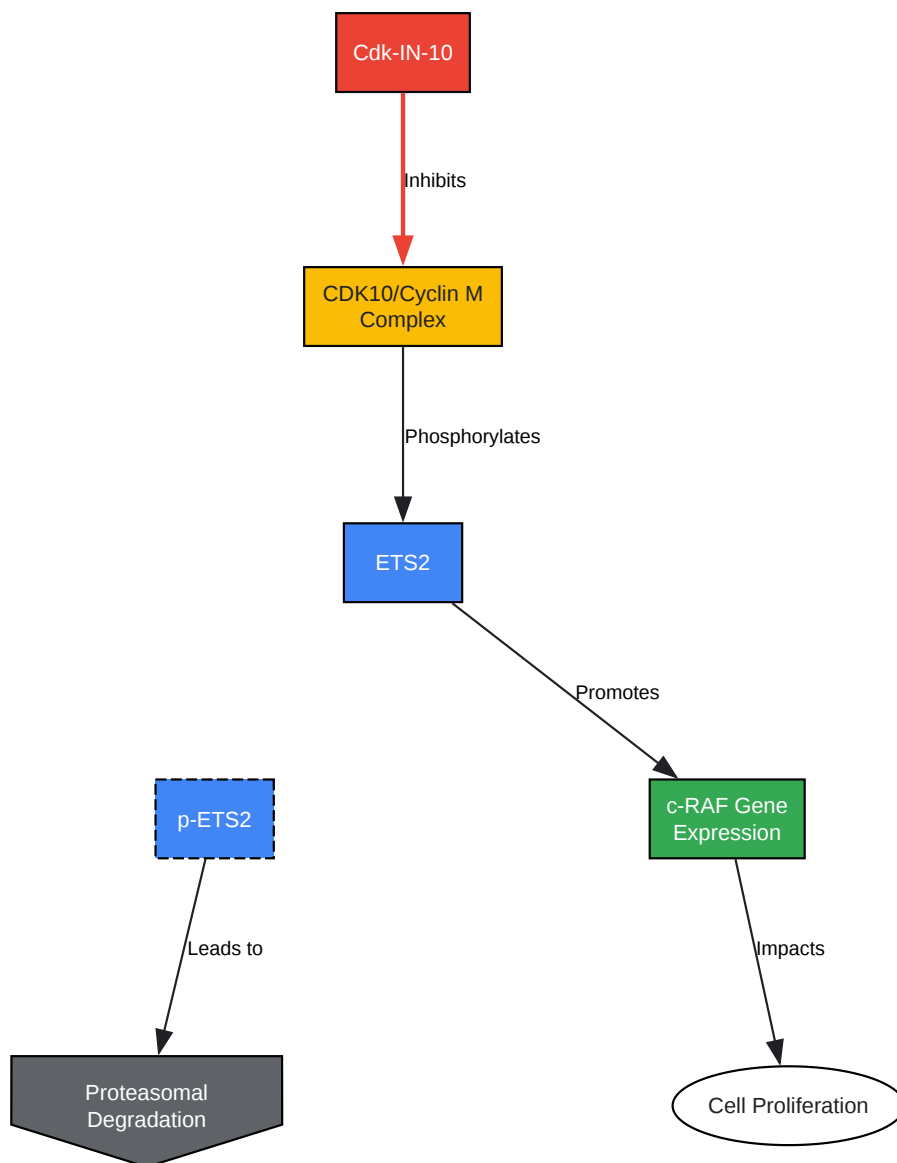 Cdk-IN-10
Inhibits
CDK10/Cyclin M
Complex
Phosphorylates
ETS2
Promotes
p-ETS2
c-RAF Gene
Expression
Leads to
Impacts
Proteasomal
Degradation
Cell Proliferation